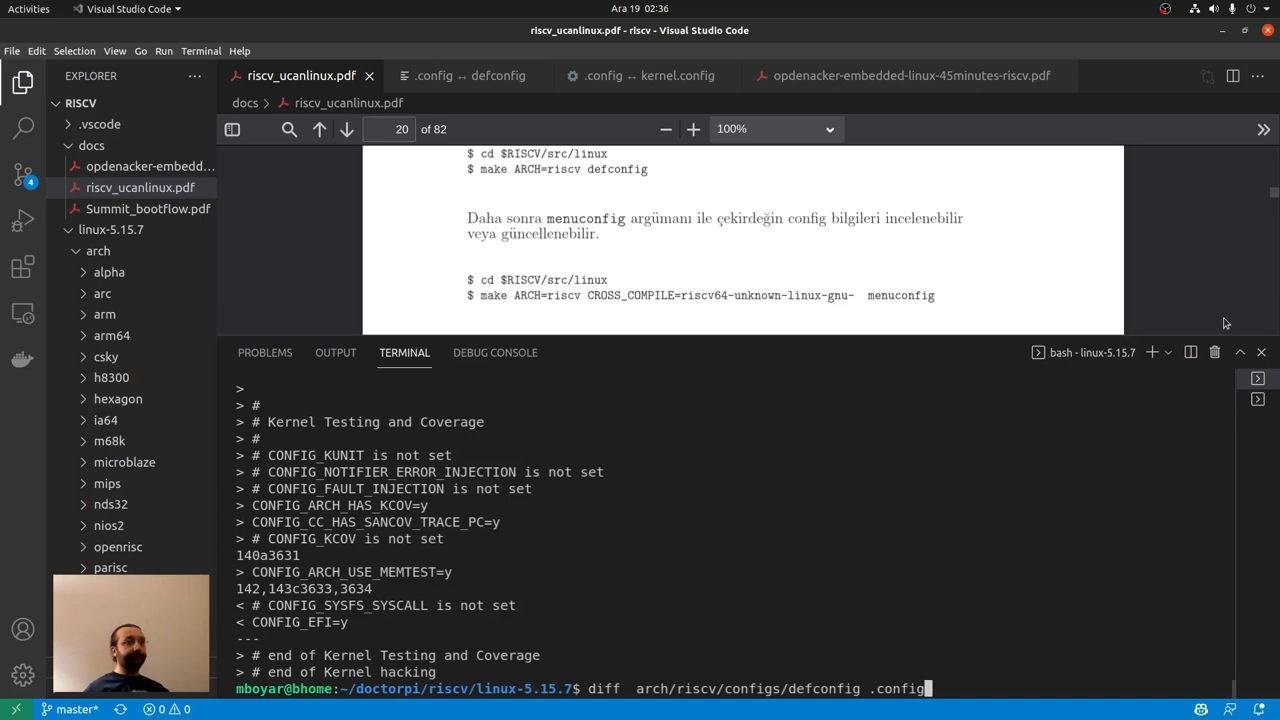 Activities
Visual Studio Code
Ara 19 02:36
riscv_ucanlinux.pdf - riscv - Visual Studio Code
File Edit Selection View Go Run Terminal Help
EXPLORER
riscv_ucanlinux.pdf
.config ↔ defconfig
.config ↔ kernel.config
opdenacker-embedded-linux-45minutes-riscv.pdf
RISCV
.vscode
docs
opdenacker-embedd...
riscv_ucanlinux.pdf
Summit_bootflow.pdf
linux-5.15.7
arch
alpha
arc
arm
arm64
csky
h8300
hexagon
ia64
m68k
microblaze
mips
nds32
nios2
openrisc
parisc
4
docs > riscv_ucanlinux.pdf
20 of 82
100%
$ cd $RISCV/src/linux
$ make ARCH=riscv defconfig
Daha sonra menuconfig argümanı ile çekirdeğin config bilgileri incelenebilir
veya güncellenebilir.
$ cd $RISCV/src/linux
$ make ARCH=riscv CROSS_COMPILE=riscv64-unknown-linux-gnu- menuconfig
PROBLEMS OUTPUT TERMINAL DEBUG CONSOLE
bash - linux-5.15.7
>
> #
> # Kernel Testing and Coverage
> #
> # CONFIG_KUNIT is not set
> # CONFIG_NOTIFIER_ERROR_INJECTION is not set
> # CONFIG_FAULT_INJECTION is not set
> CONFIG_ARCH_HAS_KCOV=y
> CONFIG_CC_HAS_SANCOV_TRACE_PC=y
> # CONFIG_KCOV is not set
140a3631
> CONFIG_ARCH_USE_MEMTEST=y
142,143c3633,3634
< # CONFIG_SYSFS_SYSCALL is not set
< CONFIG_EFI=y
---
> # end of Kernel Testing and Coverage
> # end of Kernel hacking
mboyar@bhome:~/doctorpi/riscv/linux-5.15.7$ diff  arch/riscv/configs/defconfig .config
master*
0 0